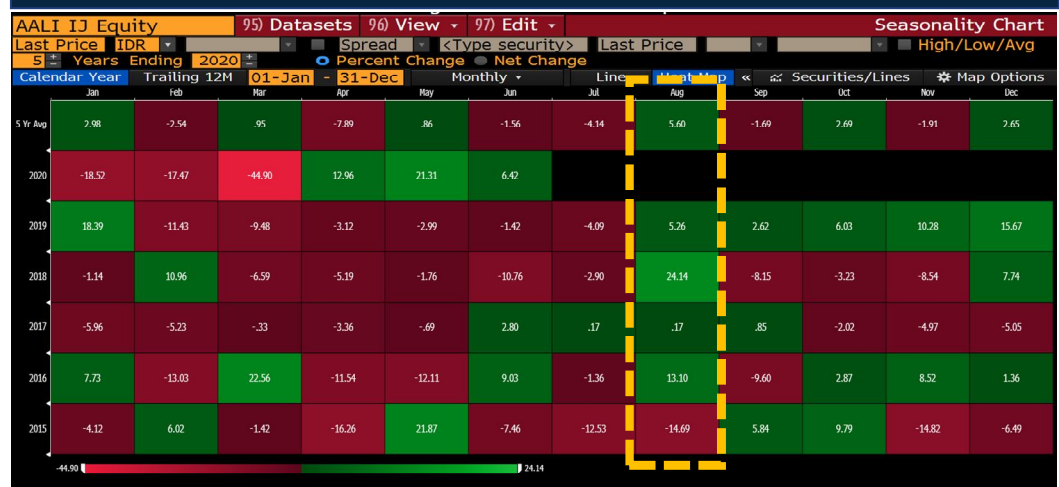 AALI IJ Equity 95) Datasets 96) View 97) Edit Seasonality Chart
Last Price IDR Spread <Type security> Last Price High/Low/Avg
5 Years Ending 2020 Percent Change Net Change
Calendar Year Trailing 12M 01-Jan - 31-Dec Monthly Line Heat Map « Securities/Lines Map Options
Jan Feb Mar Apr May Jun Jul Aug Sep Oct Nov Dec
5 Yr Avg 2.98 -2.54 .95 -7.89 .86 -1.56 -4.14 5.60 -1.69 2.69 -1.91 2.65
2020 -18.52 -17.47 -44.90 12.96 21.31 6.42
2019 18.39 -11.43 -9.48 -3.12 -2.99 -1.42 -4.09 5.26 2.62 6.03 10.28 15.67
2018 -1.14 10.96 -6.59 -5.19 -1.76 -10.76 -2.90 24.14 -8.15 -3.23 -8.54 7.74
2017 -5.96 -5.23 -.33 -3.36 -.69 2.80 .17 .17 .85 -2.02 -4.97 -5.05
2016 7.73 -13.03 22.56 -11.54 -12.11 9.03 -1.36 13.10 -9.60 2.87 8.52 1.36
2015 -4.12 6.02 -1.42 -16.26 21.87 -7.46 -12.53 -14.69 5.84 9.79 -14.82 -6.49
-44.90 24.14